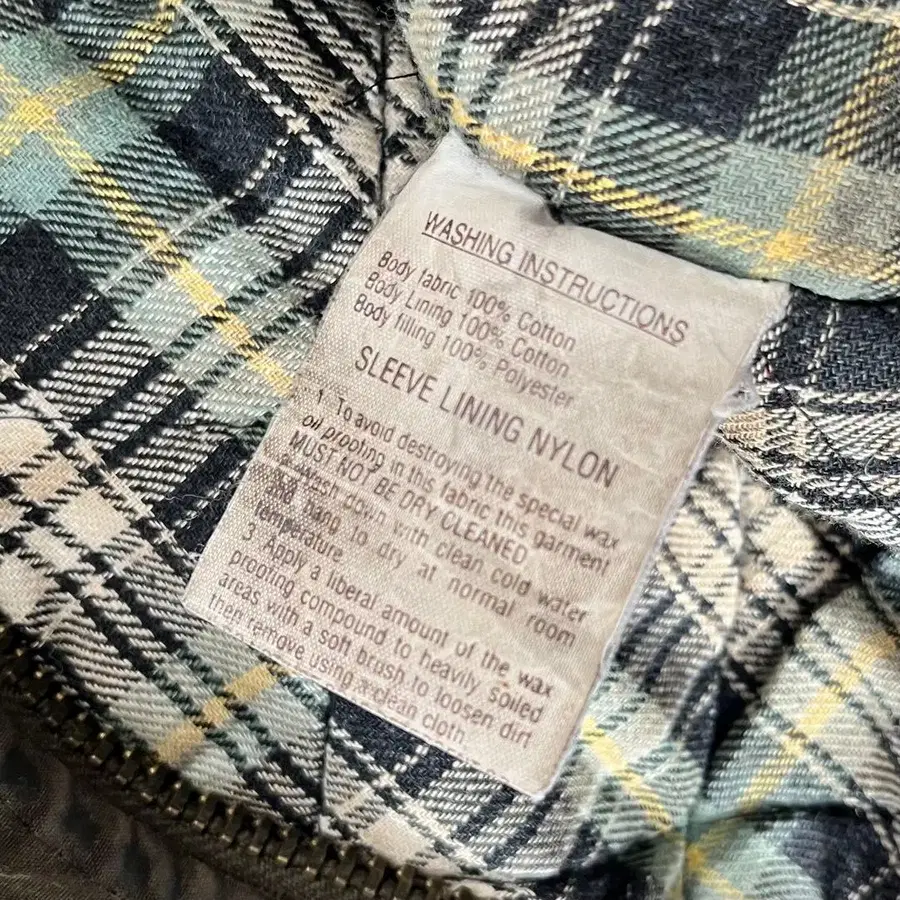 WASHING INSTRUCTIONS
Body fabric 100% Cotton
Body Lining 100% Cotton
Body filling 100% Polyester
SLEEVE LINING NYLON
1. To avoid destroying the special wax
oil proofing in this fabric this garment
MUST NOT BE DRY CLEANED
down with clean cold water
hang to dry at normal room
temperature
3. Apply a liberal amount of the wax
proofing compound to heavily soiled
areas with a soft brush to loosen dirt
then remove using a clean cloth.